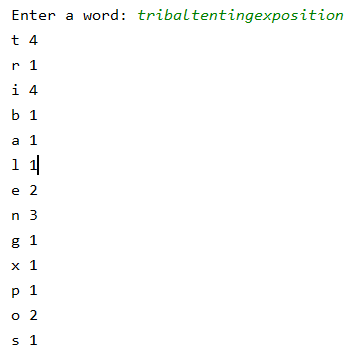 Enter a word: tribaltentingexposition
t 4
r 1
i 4
b 1
a 1
l 1
e 2
n 3
g 1
x 1
p 1
o 2
s 1